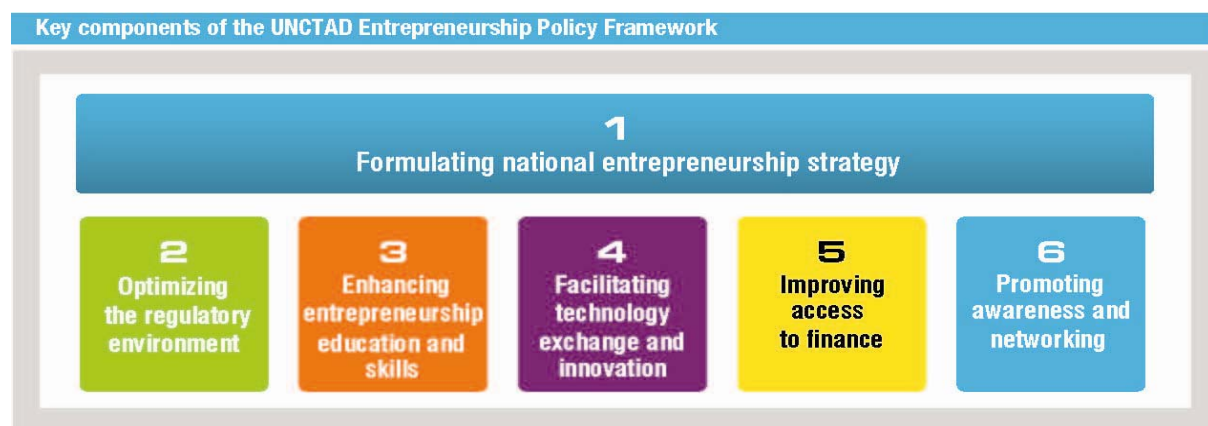 Key components of the UNCTAD Entrepreneurship Policy Framework
1
Formulating national entrepreneurship strategy
2
Optimizing
the regulatory
environment
3
Enhancing
entrepreneurship
education and
skills
4
Facilitating
technology
exchange and
innovation
5
Improving
access
to finance
6
Promoting
awareness and
networking